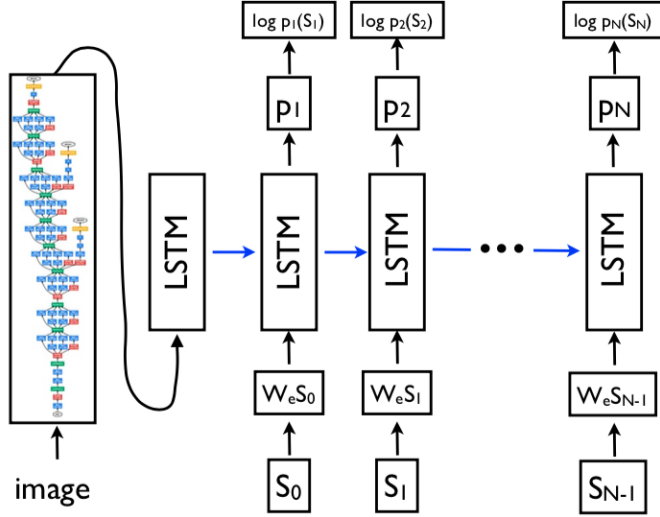 log p₁(S₁) log p₂(S₂) log pN(SN)
p₁ p₂ pN
LSTM LSTM LSTM LSTM
WₑS₀ WₑS₁ WₑSN-1
image S₀ S₁ SN-1